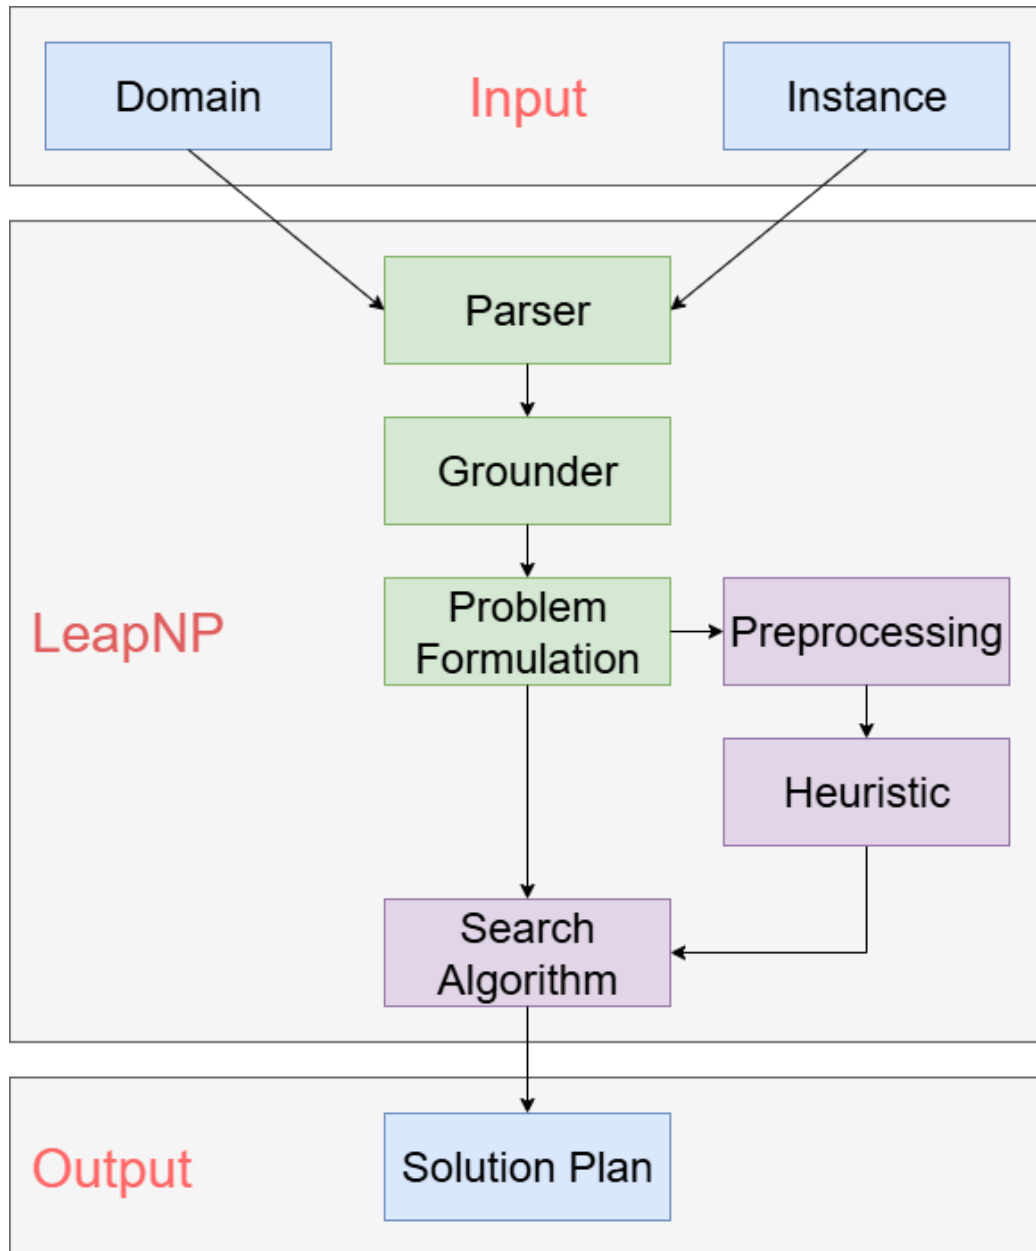 Domain
Input
Instance
Parser
Grounder
LeapNP
Problem
Formulation
Preprocessing
Heuristic
Search
Algorithm
Output
Solution Plan